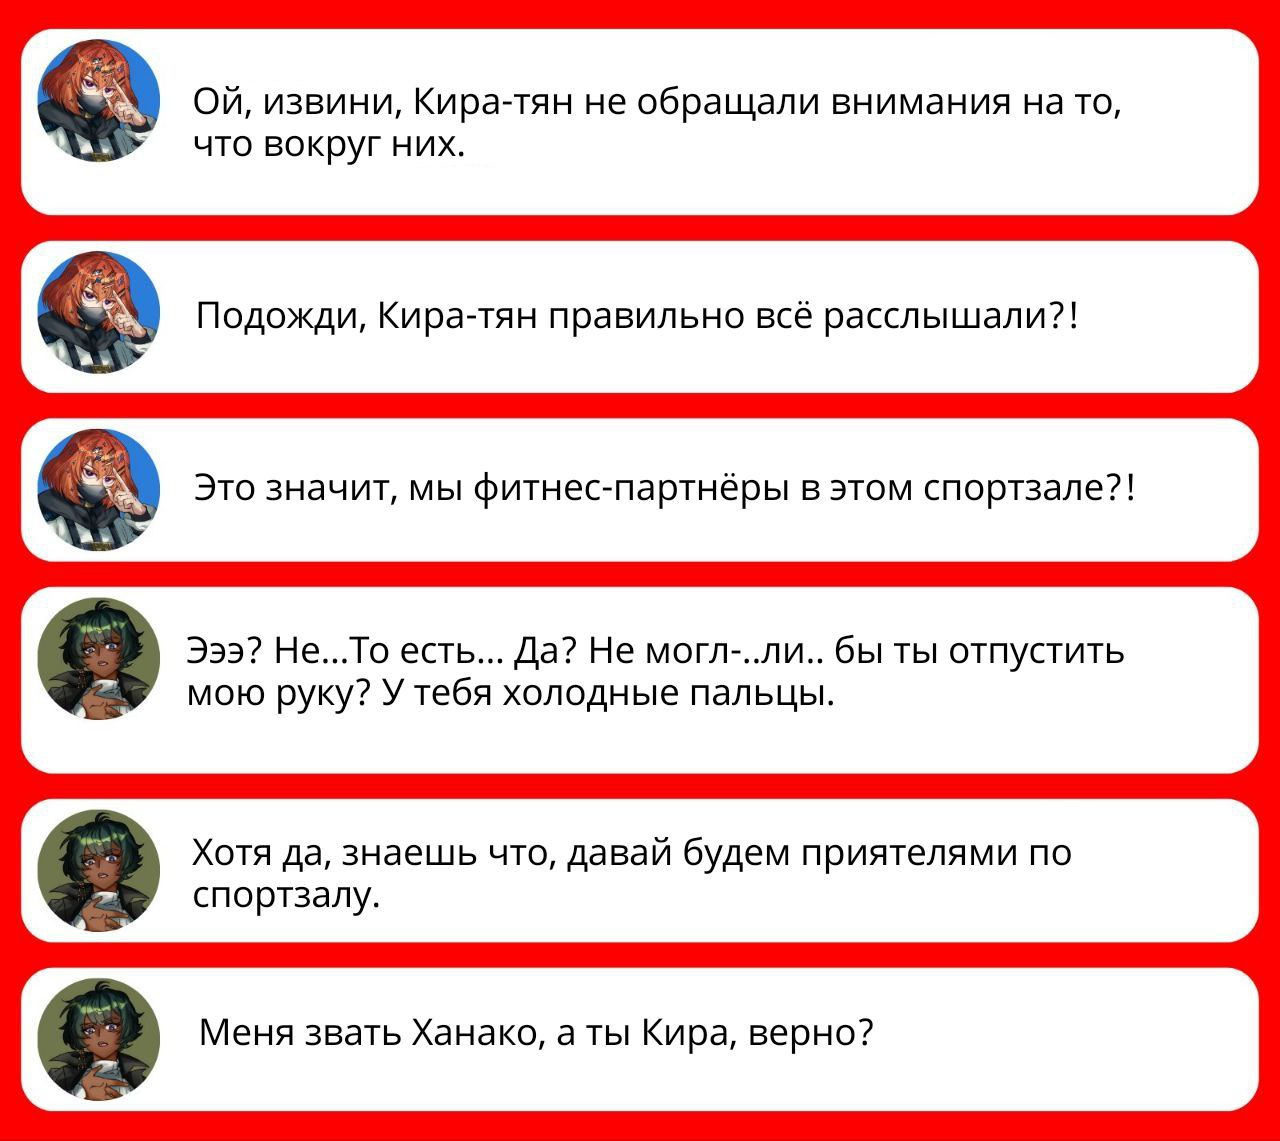 Ой, извини, Кира-тян не обращали внимания на то,
что вокруг них.
Подожди, Кира-тян правильно всё расслышали?!
Это значит, мы фитнес-партнёры в этом спортзале?!
Эээ? Не...То есть... Да? Не могл-..ли.. бы ты отпустить
мою руку? У тебя холодные пальцы.
Хотя да, знаешь что, давай будем приятелями по
спортзалу.
Меня звать Ханако, а ты Кира, верно?